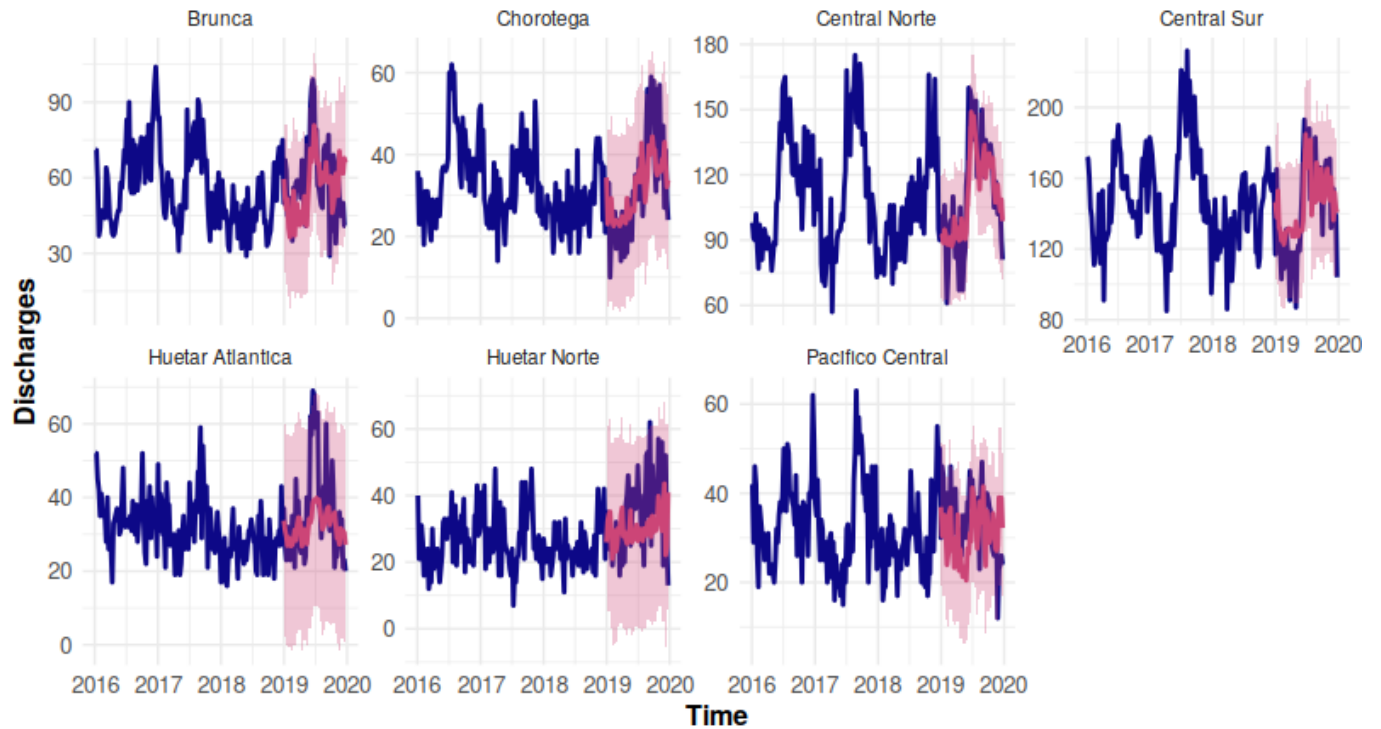 Brunca
Chorotega
Central Norte
Central Sur
90
60
30
60
40
20
0
180
150
120
90
60
200
160
120
80
2016 2017 2018 2019 2020
Discharges
Huetar Atlantica
Huetar Norte
Pacifico Central
60
40
20
0
60
40
20
0
60
40
20
2016 2017 2018 2019 2020
2016 2017 2018 2019 2020
2016 2017 2018 2019 2020
Time